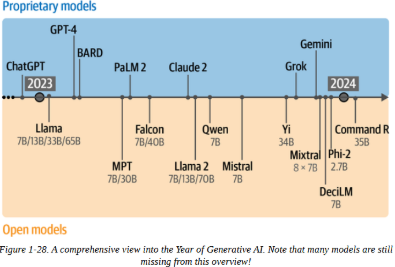 Proprietary models
GPT-4
BARD
Gemini
ChatGPT
PaLM 2
Claude 2
Grok
2023
2024
Llama
7B/13B/33B/65B
Falcon
7B/40B
Qwen
7B
Yi
34B
Command R
35B
MPT
7B/30B
Llama 2
7B/13B/70B
Mistral
7B
Mixtral
8 × 7B
Phi-2
2.7B
DeciLM
7B
Open models
Figure 1-28. A comprehensive view into the Year of Generative AI. Note that many models are still
missing from this overview!